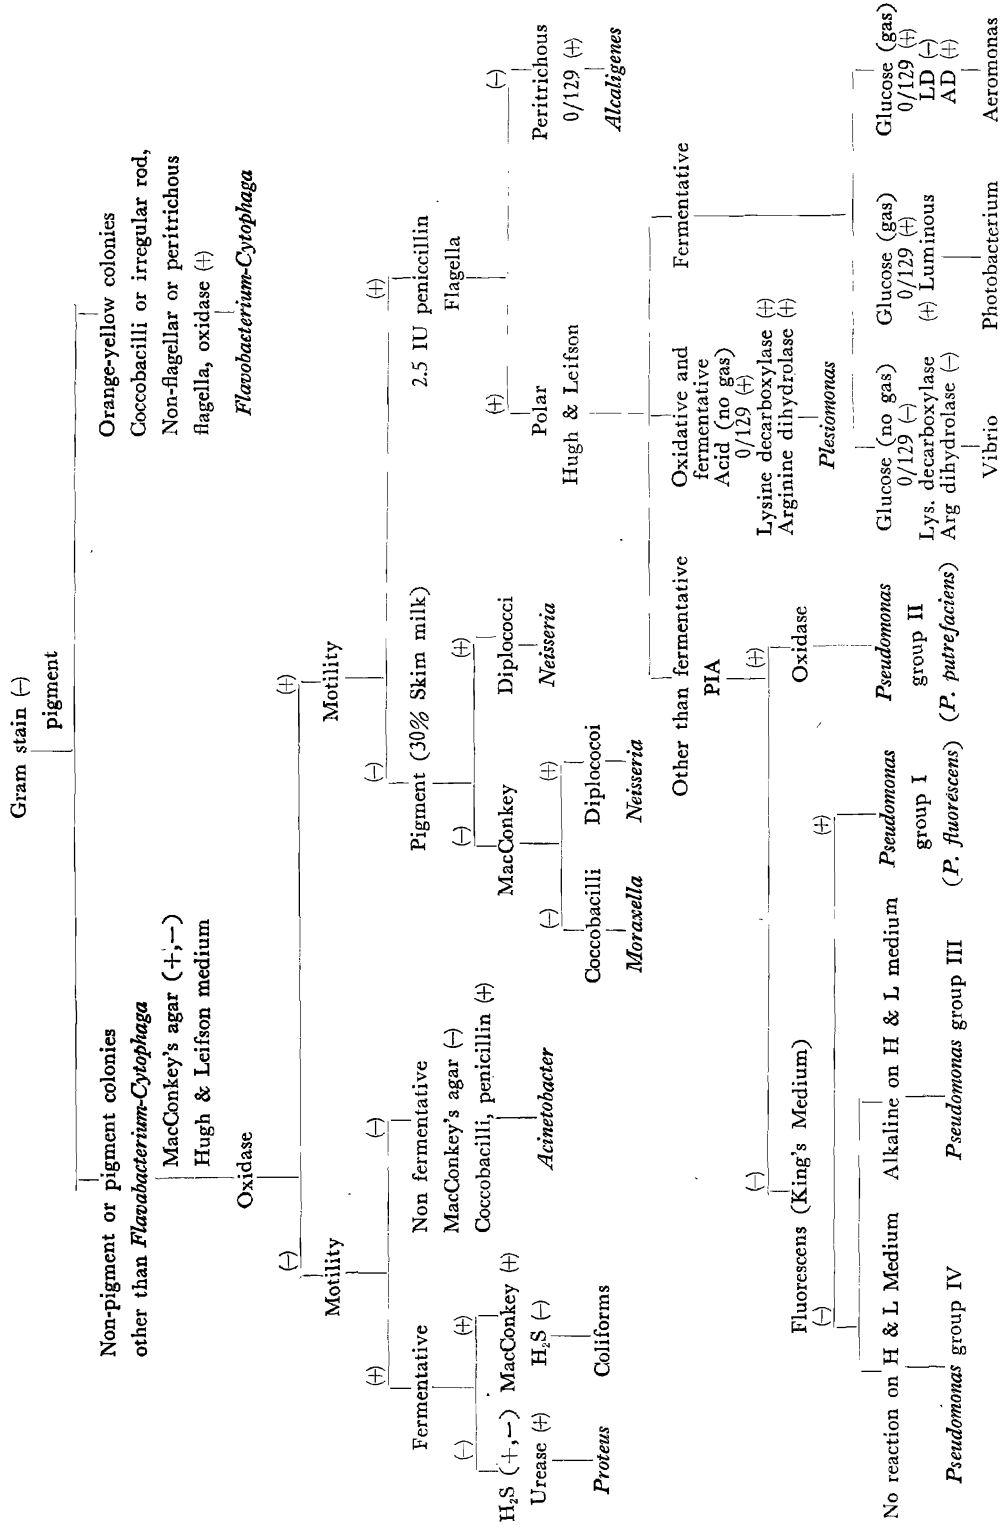 Gram stain (−)
pigment
Non-pigment or pigment colonies
other than Flavabacterium-Cytophaga
MacConkey's agar (+,−)
Hugh & Leifson medium
Oxidase
Orange-yellow colonies
Coccobacilli or irregular rod,
Non-flagellar or peritrichous
flagella, oxidase (+)
Flavobacterium-Cytophaga
(−)
Motility
(+)
Motility
(+)
Fermentative
(−)
Non fermentative
MacConkey's agar (−)
Coccobacilli, penicillin (+)
Acinetobacter
(−)
H₂S (+,−)
Urease (+)
Proteus
(+)
MacConkey (+)
H₂S (−)
Coliforms
(−)
Pigment (30% Skim milk)
(+)
2.5 IU peniccillin
Flagella
(−)
MacConkey
(+)
Diplococci
Neisseria
(−)
Coccobacilli
Moraxella
(+)
Diplococoi
Neisseria
(+)
Polar
Hugh & Leifson
(−)
Peritrichous
0/129 (+)
Alcaligenes
Other than fermentative
PIA
Oxidative and
fermentative
Acid (no gas)
0/129 (+)
Lysine decarboxylase (+)
Arginine dihydrolase (+)
Plesiomonas
Fermentative
Glucose (no gas)
0/129 (−)
Lys. decarboxylase
Arg dihydrolase (−)
Vibrio
Glucose (gas)
0/129 (+)
(+) Luminous
Photobacterium
Glucose (gas)
0/129 (+)
LD (−)
AD (+)
Aeromonas
(−)
Fluorescens (King's Medium)
(+)
Oxidase
Pseudomonas
group II
(P. putrefaciens)
(−)
No reaction on H & L Medium
Pseudomonas group IV
Alkaline on H & L medium
Pseudomonas group III
(+)
Pseudomonas
group I
(P. fluorescens)